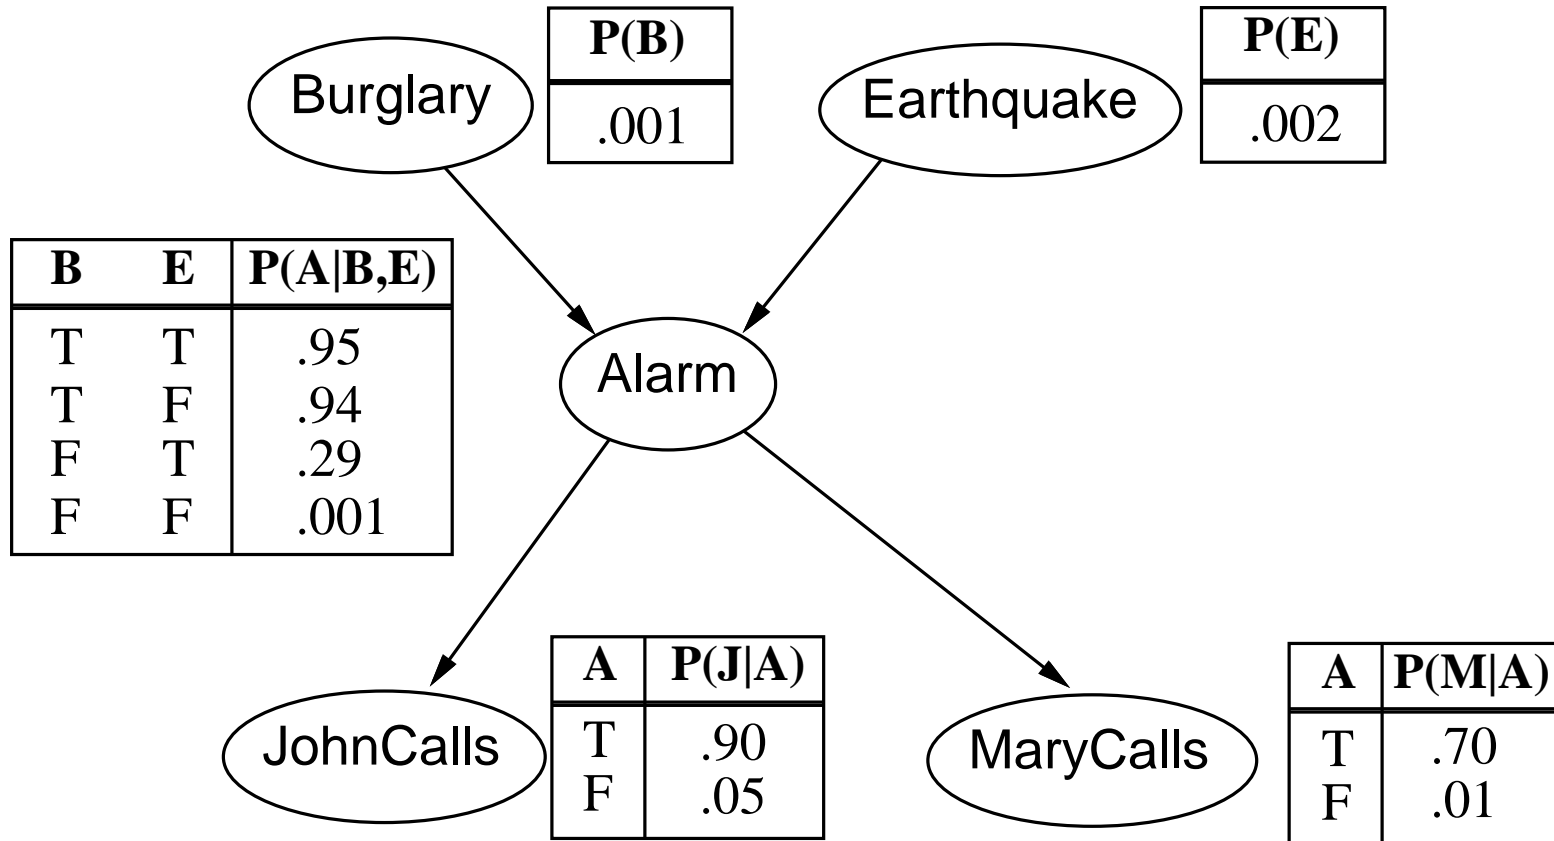 Burglary
P(B)
.001
Earthquake
P(E)
.002
B E P(A|B,E)
T T .95
T F .94
F T .29
F F .001
Alarm
JohnCalls
A P(J|A)
T .90
F .05
MaryCalls
A P(M|A)
T .70
F .01